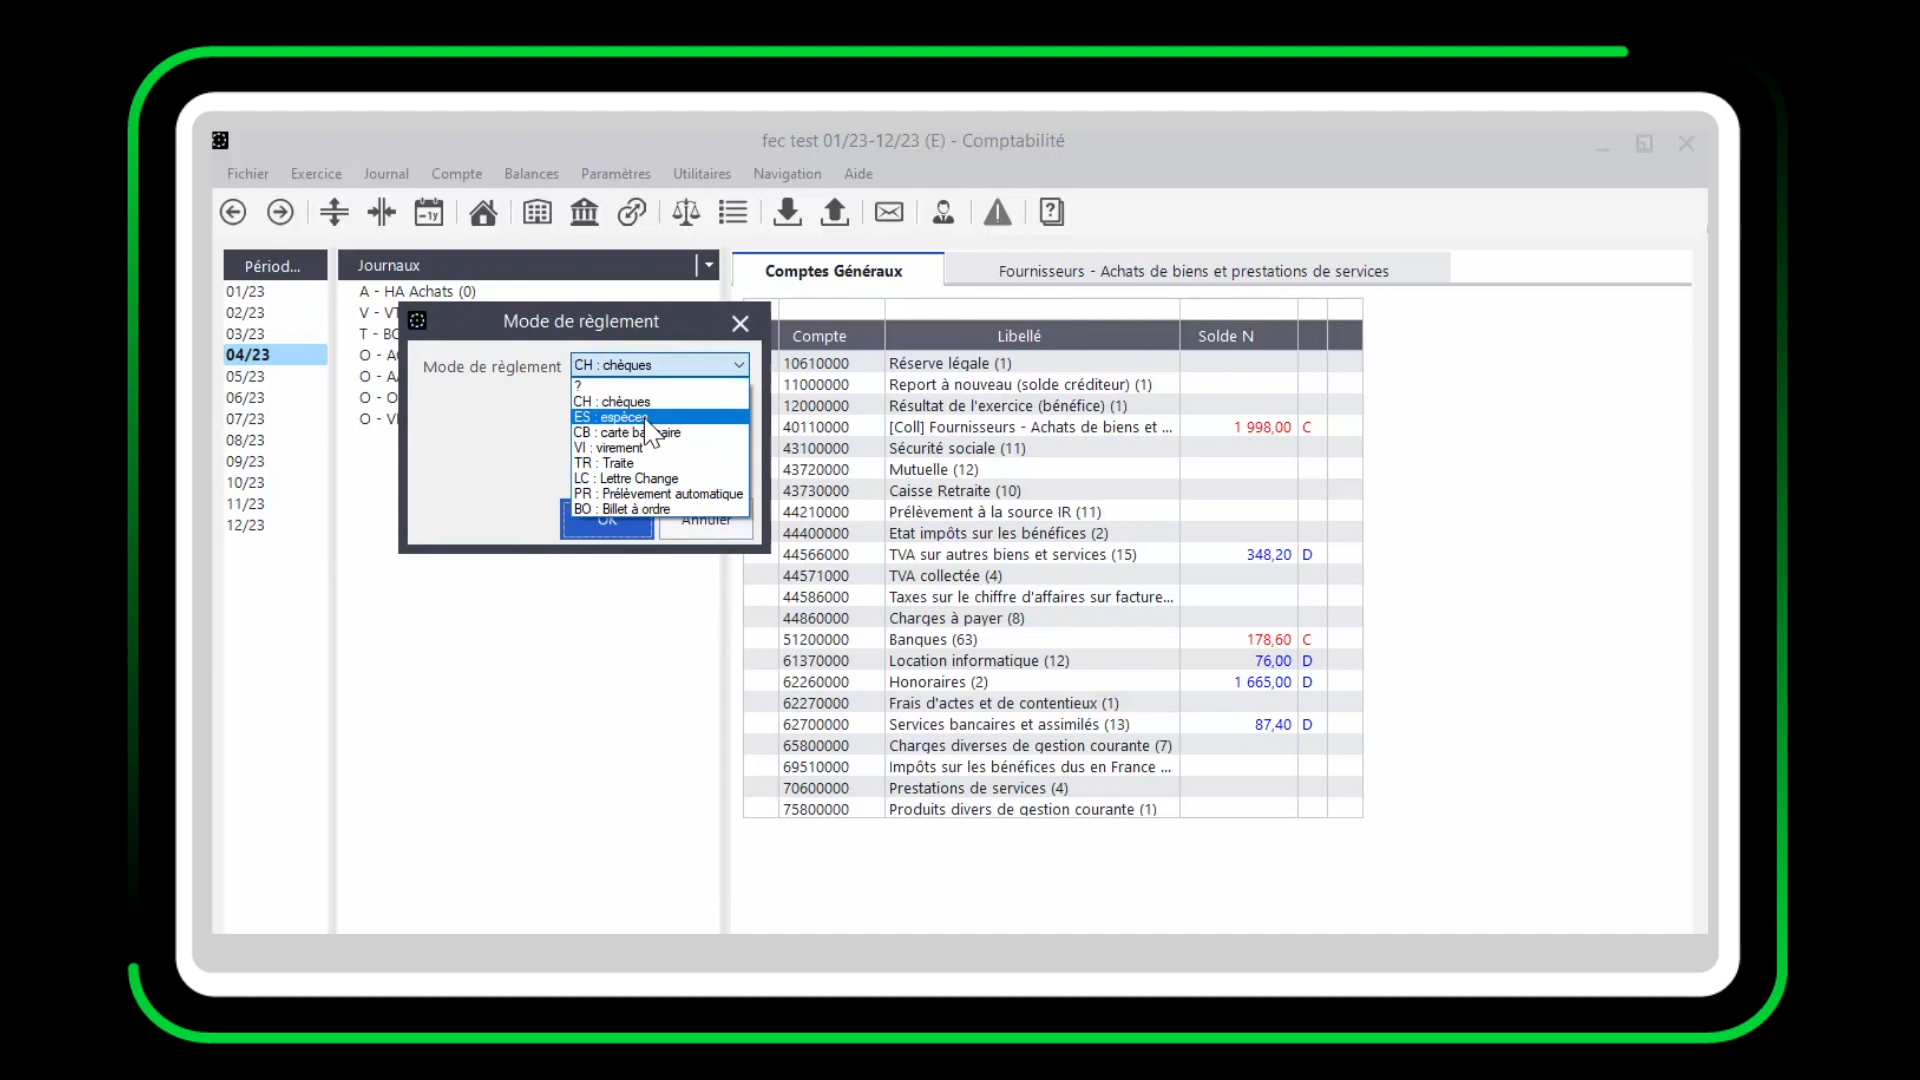 fec test 01/23-12/23 (E) - Comptabilité
Fichier Exercice Journal Compte Balances Paramètres Utilitaires Navigation Aide
-1y
Périod...
01/23
02/23
03/23
04/23
05/23
06/23
07/23
08/23
09/23
10/23
11/23
12/23
Journaux
A - HA Achats (0)
V - VT
T - BC
O - A
O - A
O - O
O - VI
Mode de règlement
Mode de règlement CH : chèques
?
CH : chèques
ES : espèces
CB : carte bancaire
VI : virement
TR : Traite
LC : Lettre Change
PR : Prélèvement automatique
BO : Billet à ordre
OK Annuler
Comptes Généraux Fournisseurs - Achats de biens et prestations de services
Compte Libellé Solde N
10610000 Réserve légale (1)
11000000 Report à nouveau (solde créditeur) (1)
12000000 Résultat de l'exercice (bénéfice) (1)
40110000 [Coll] Fournisseurs - Achats de biens et ... 1 998,00 C
43100000 Sécurité sociale (11)
43720000 Mutuelle (12)
43730000 Caisse Retraite (10)
44210000 Prélèvement à la source IR (11)
44400000 Etat impôts sur les bénéfices (2)
44566000 TVA sur autres biens et services (15) 348,20 D
44571000 TVA collectée (4)
44586000 Taxes sur le chiffre d'affaires sur facture...
44860000 Charges à payer (8)
51200000 Banques (63) 178,60 C
61370000 Location informatique (12) 76,00 D
62260000 Honoraires (2) 1 665,00 D
62270000 Frais d'actes et de contentieux (1)
62700000 Services bancaires et assimilés (13) 87,40 D
65800000 Charges diverses de gestion courante (7)
69510000 Impôts sur les bénéfices dus en France ...
70600000 Prestations de services (4)
75800000 Produits divers de gestion courante (1)